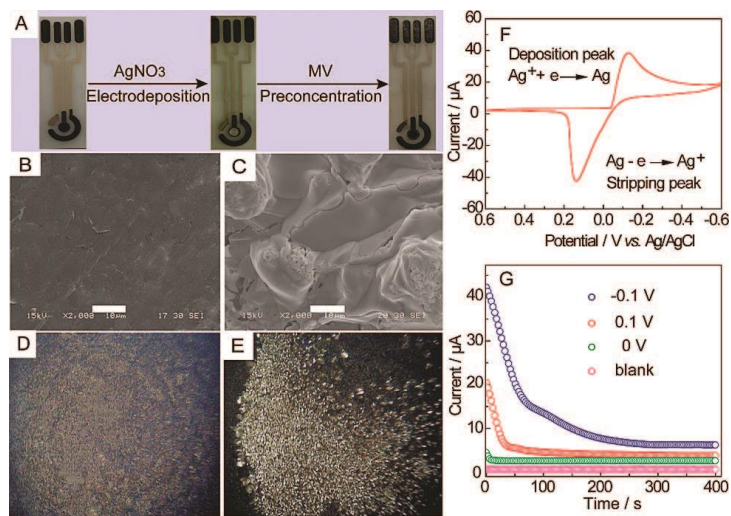 A
AgNO3
Electrodeposition
MV
Preconcentration
B
15kV X2,000 10μm 17 30 SEI
C
15kV X2,000 10μm 20 30 SEI
D
E
F
Deposition peak
Ag⁺+ e → Ag
Ag - e → Ag⁺
Stripping peak
60
40
20
0
-20
-40
-60
Current / μA
0.6 0.4 0.2 0.0 -0.2 -0.4 -0.6
Potential / V vs. Ag/AgCl
G
-0.1 V
0.1 V
0 V
blank
40
30
20
10
0
Current / μA
0 100 200 300 400
Time / s